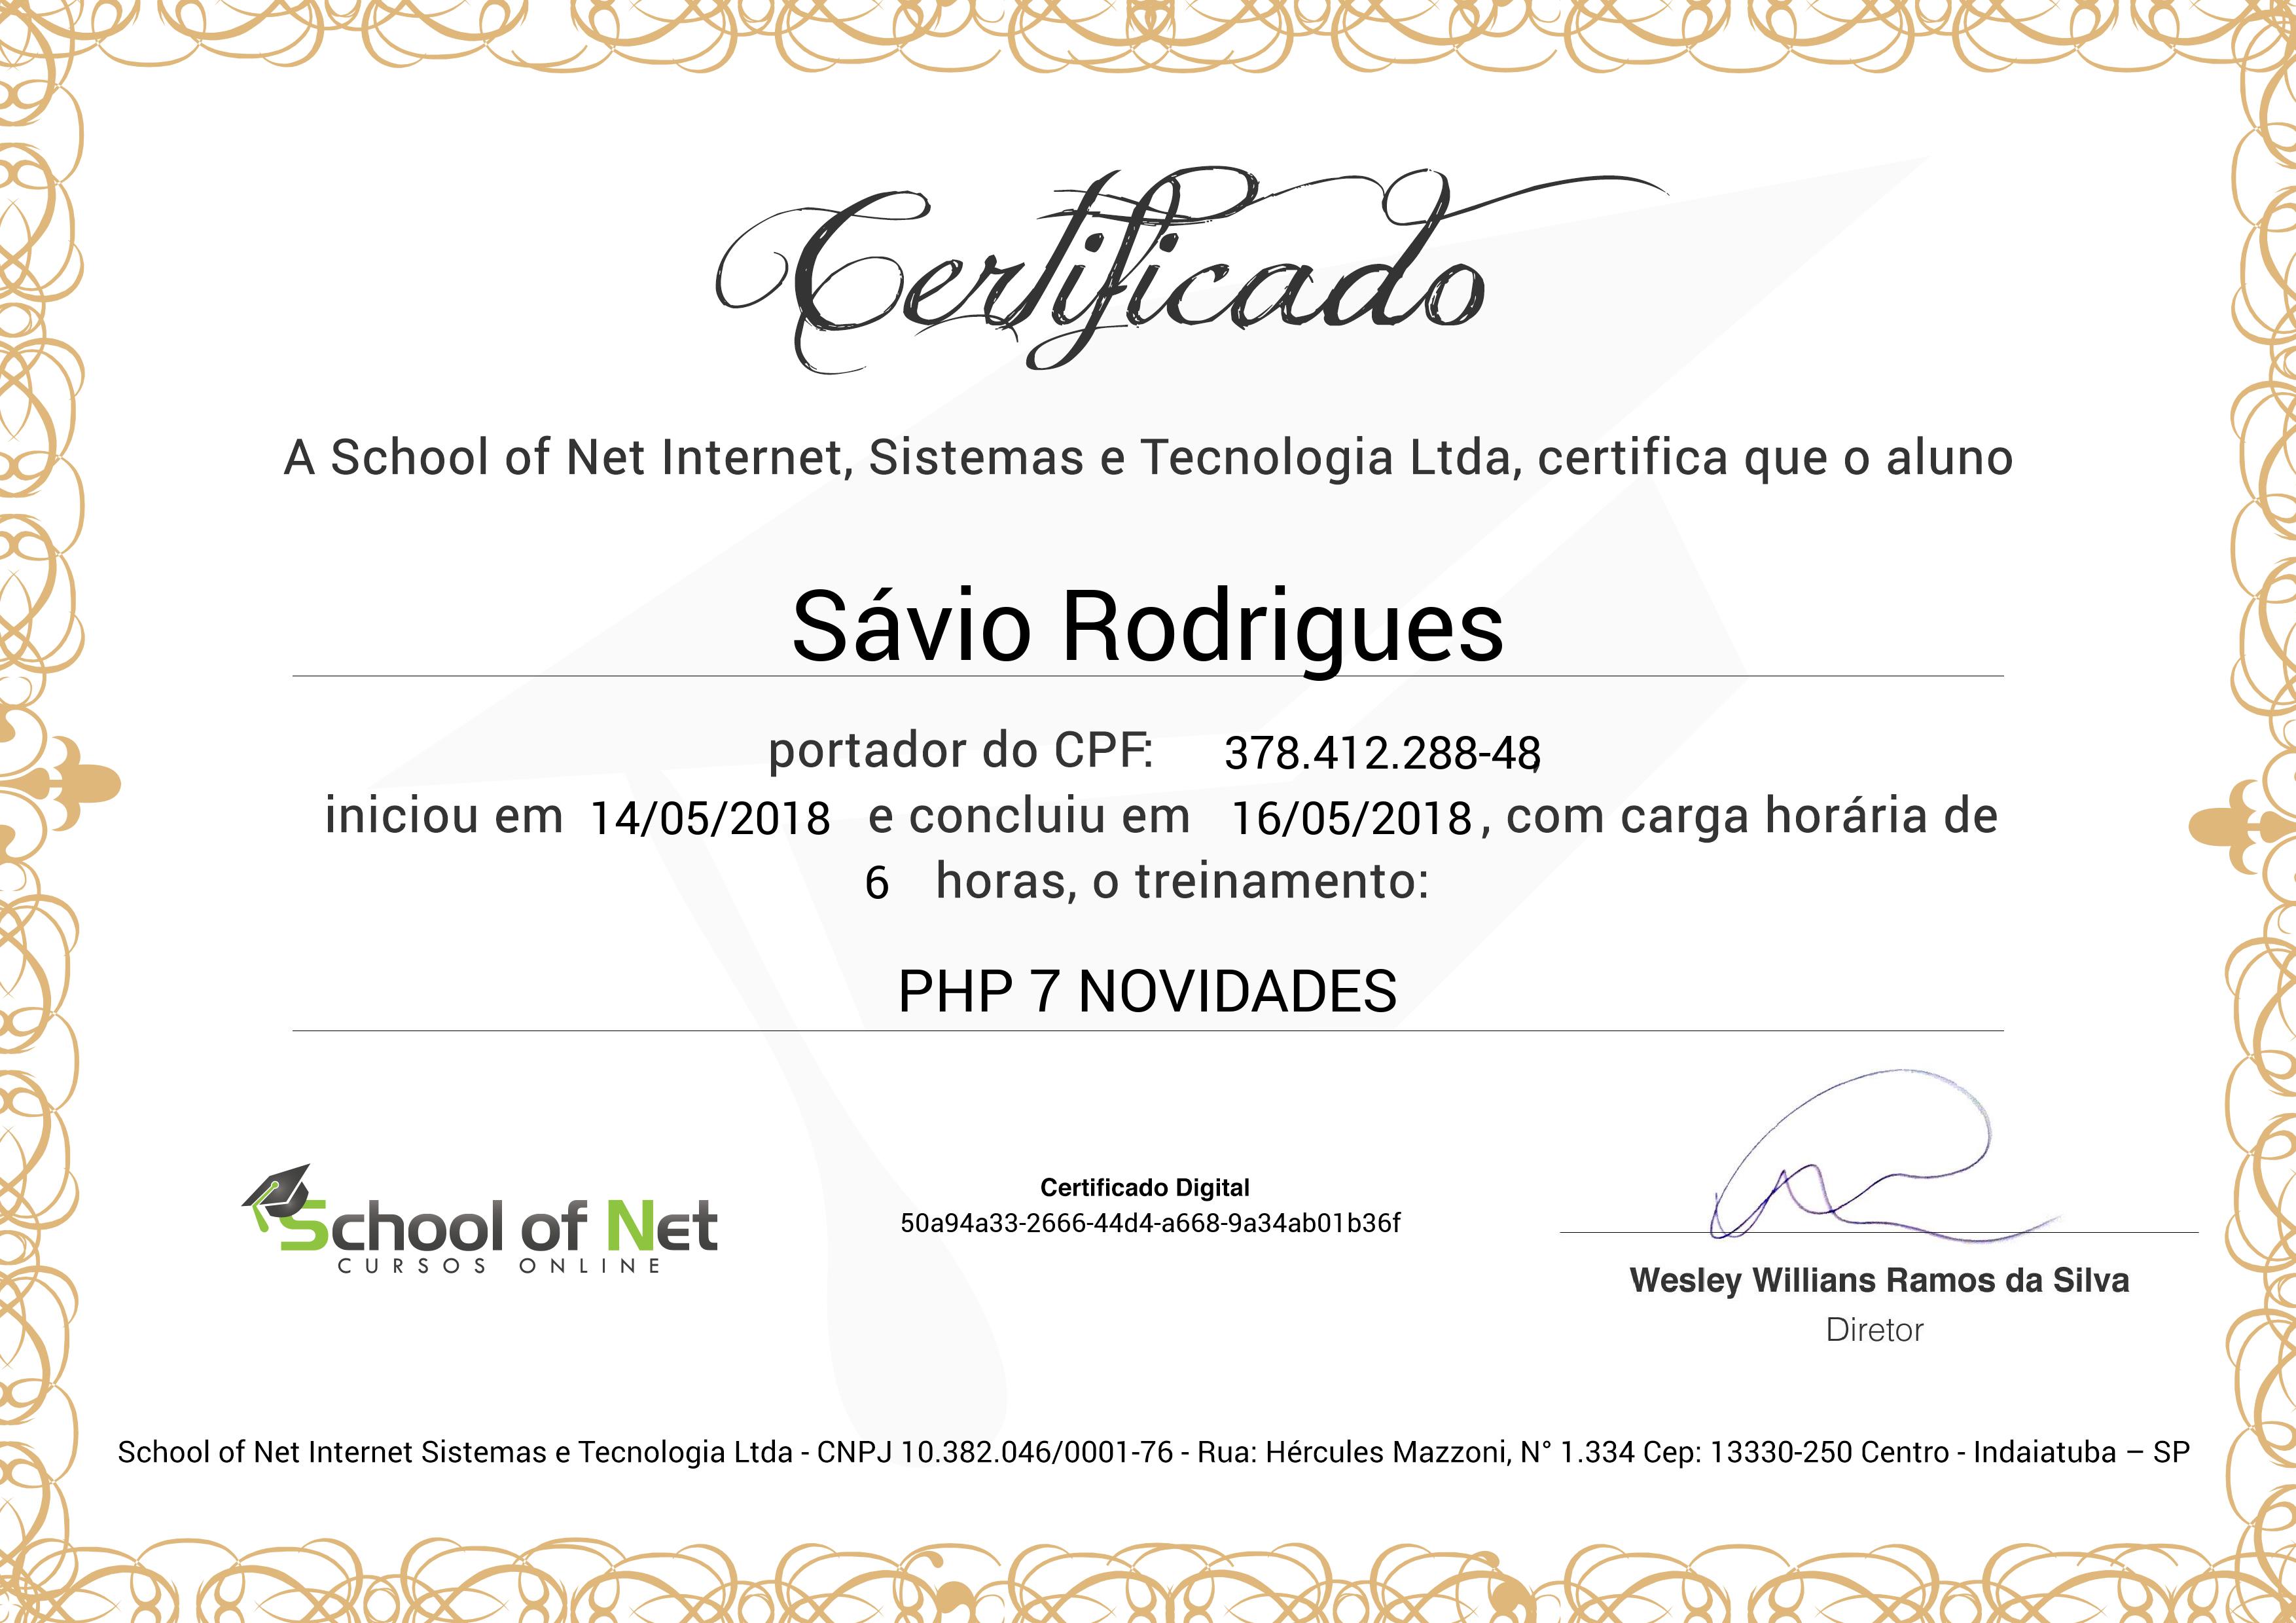 Certificado
A School of Net Internet, Sistemas e Tecnologia Ltda, certifica que o aluno
Sávio Rodrigues
portador do CPF: 378.412.288-48,
iniciou em 14/05/2018 e concluiu em 16/05/2018, com carga horária de
6 horas, o treinamento:
PHP 7 NOVIDADES
School of Net
CURSOS ONLINE
Certificado Digital
50a94a33-2666-44d4-a668-9a34ab01b36f
Wesley Willians Ramos da Silva
Diretor
School of Net Internet Sistemas e Tecnologia Ltda - CNPJ 10.382.046/0001-76 - Rua: Hércules Mazzoni, N° 1.334 Cep: 13330-250 Centro - Indaiatuba – SP